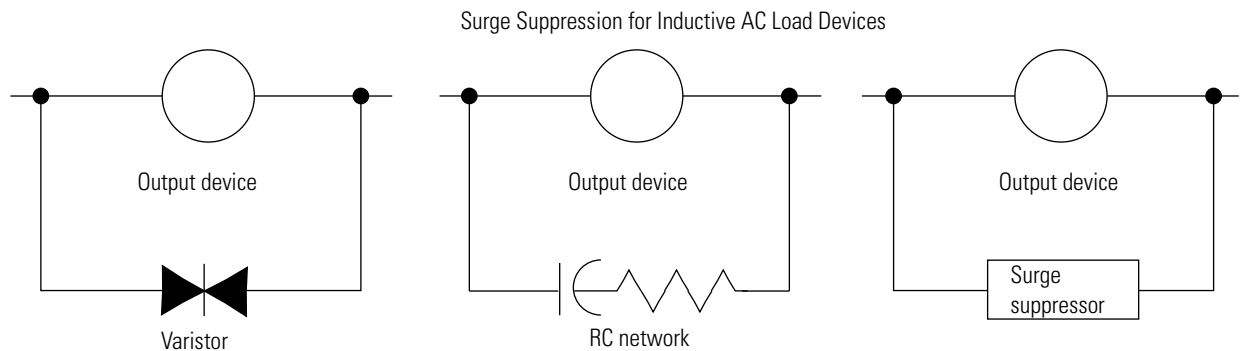 Surge Suppression for Inductive AC Load Devices
Output device
Varistor
Output device
RC network
Output device
Surge
suppressor